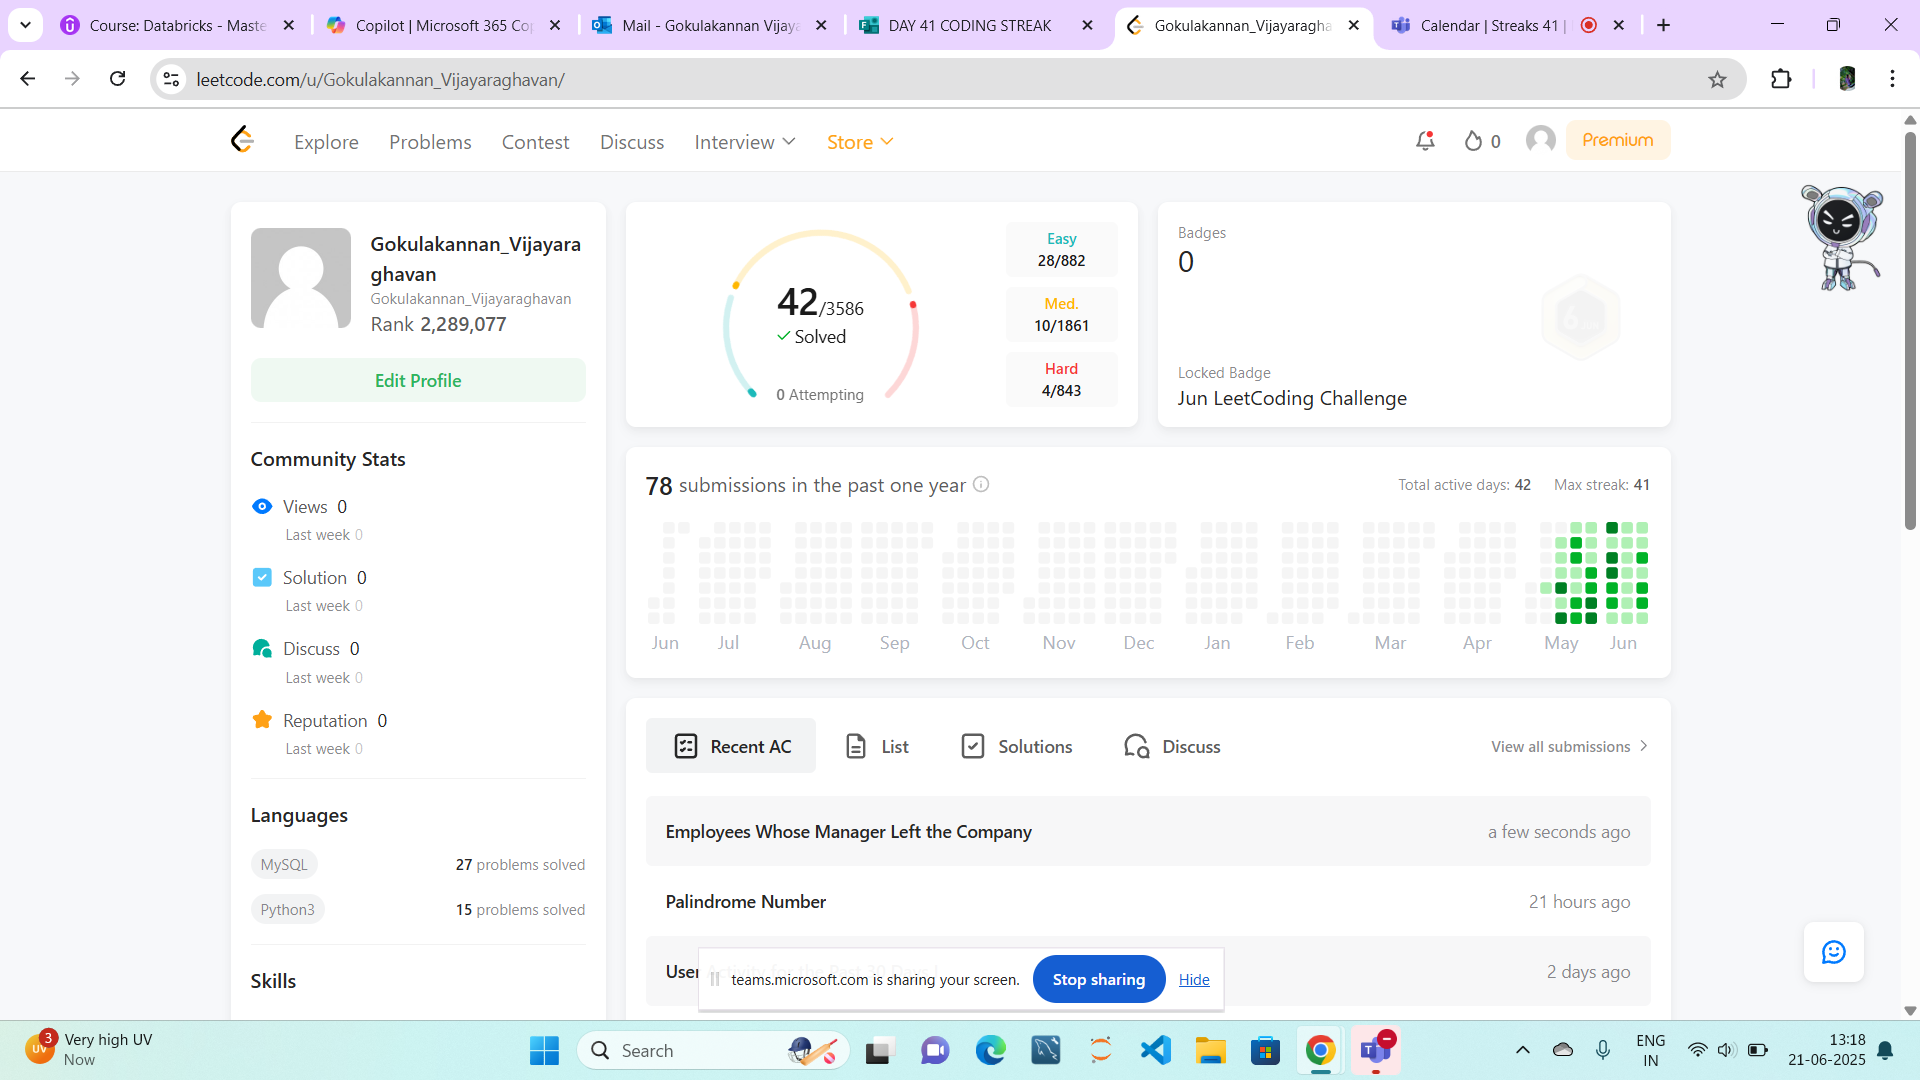 Course: Databricks - Maste
Copilot | Microsoft 365 Co
Mail - Gokulakannan Vijaya
DAY 41 CODING STREAK
Gokulakannan_Vijayaragha
Calendar | Streaks 41 |
leetcode.com/u/Gokulakannan_Vijayaraghavan/
Explore
Problems
Contest
Discuss
Interview
Store
0
Premium
Gokulakannan_Vijayara
ghavan
Gokulakannan_Vijayaraghavan
Rank 2,289,077
Edit Profile
Community Stats
Views 0
Last week 0
Solution 0
Last week 0
Discuss 0
Last week 0
Reputation 0
Last week 0
Languages
MySQL
27 problems solved
Python3
15 problems solved
Skills
42/3586
Solved
0 Attempting
Easy
28/882
Med.
10/1861
Hard
4/843
Badges
0
Locked Badge
Jun LeetCoding Challenge
78 submissions in the past one year
Total active days: 42
Max streak: 41
Jun Jul Aug Sep Oct Nov Dec Jan Feb Mar Apr May Jun
Recent AC
List
Solutions
Discuss
View all submissions
Employees Whose Manager Left the Company
a few seconds ago
Palindrome Number
21 hours ago
User
2 days ago
teams.microsoft.com is sharing your screen.
Stop sharing
Hide
3
UV
Very high UV
Now
Search
ENG
IN
13:18
21-06-2025